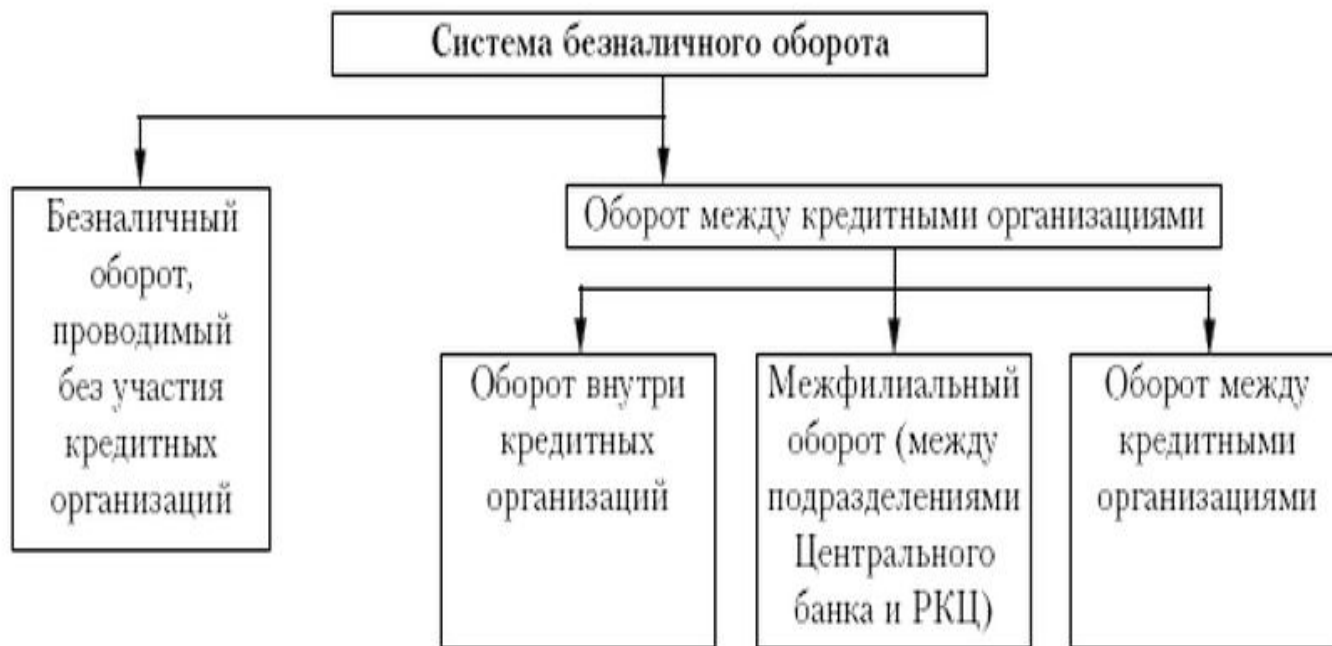 Система безналичного оборота
Безналичный
оборот,
проводимый
без участия
кредитных
организаций
Оборот между кредитными организациями
Оборот внутри
кредитных
организаций
Межфилиальный
оборот (между
подразделениями
Центрального
банка и РКЦ)
Оборот между
кредитными
организациями